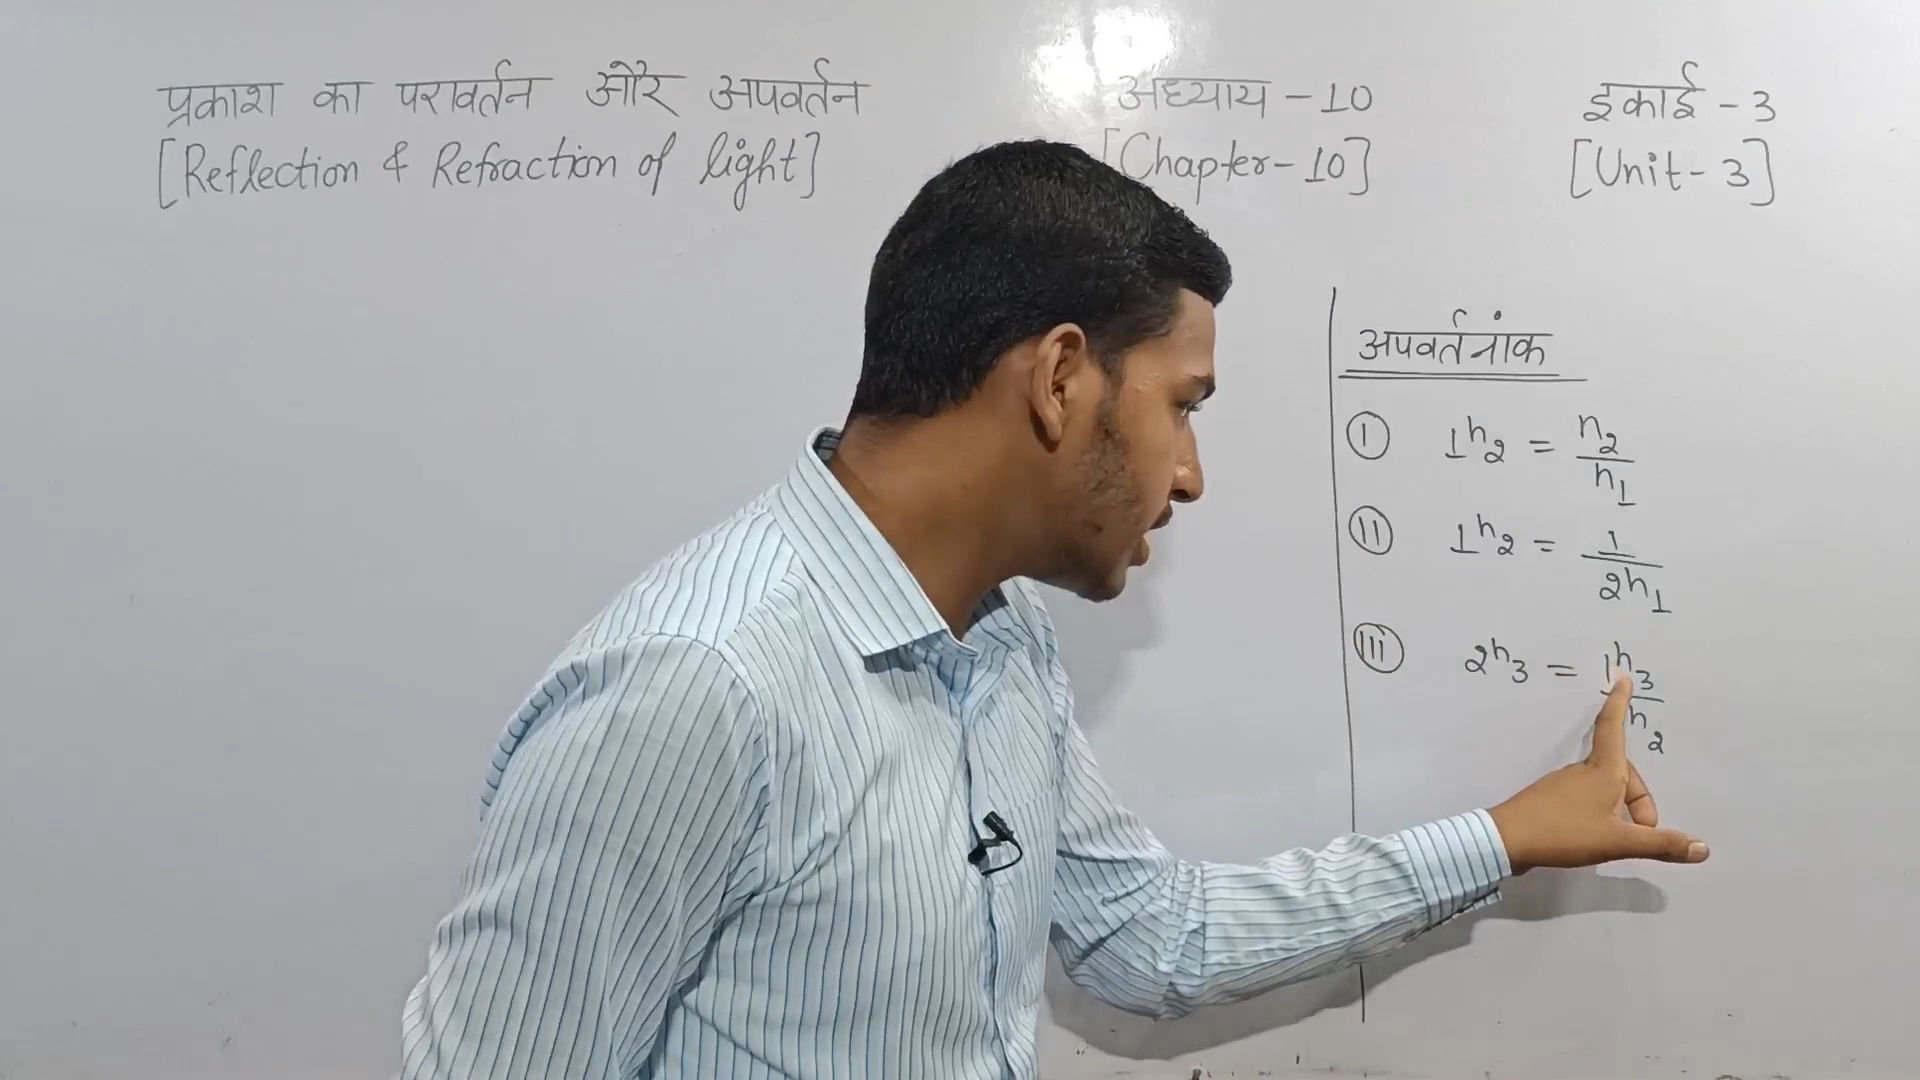 प्रकाश का परावर्तन और अपवर्तन
[Reflection & Refraction of light]
अध्याय - 10
[Chapter-10]
इकाई - 3
[Unit-3]
अपवर्तनांक
(I) 1n2 = n2/n1
(II) 1n2 = 1/2n1
(III) 2n3 = 1n3/n2